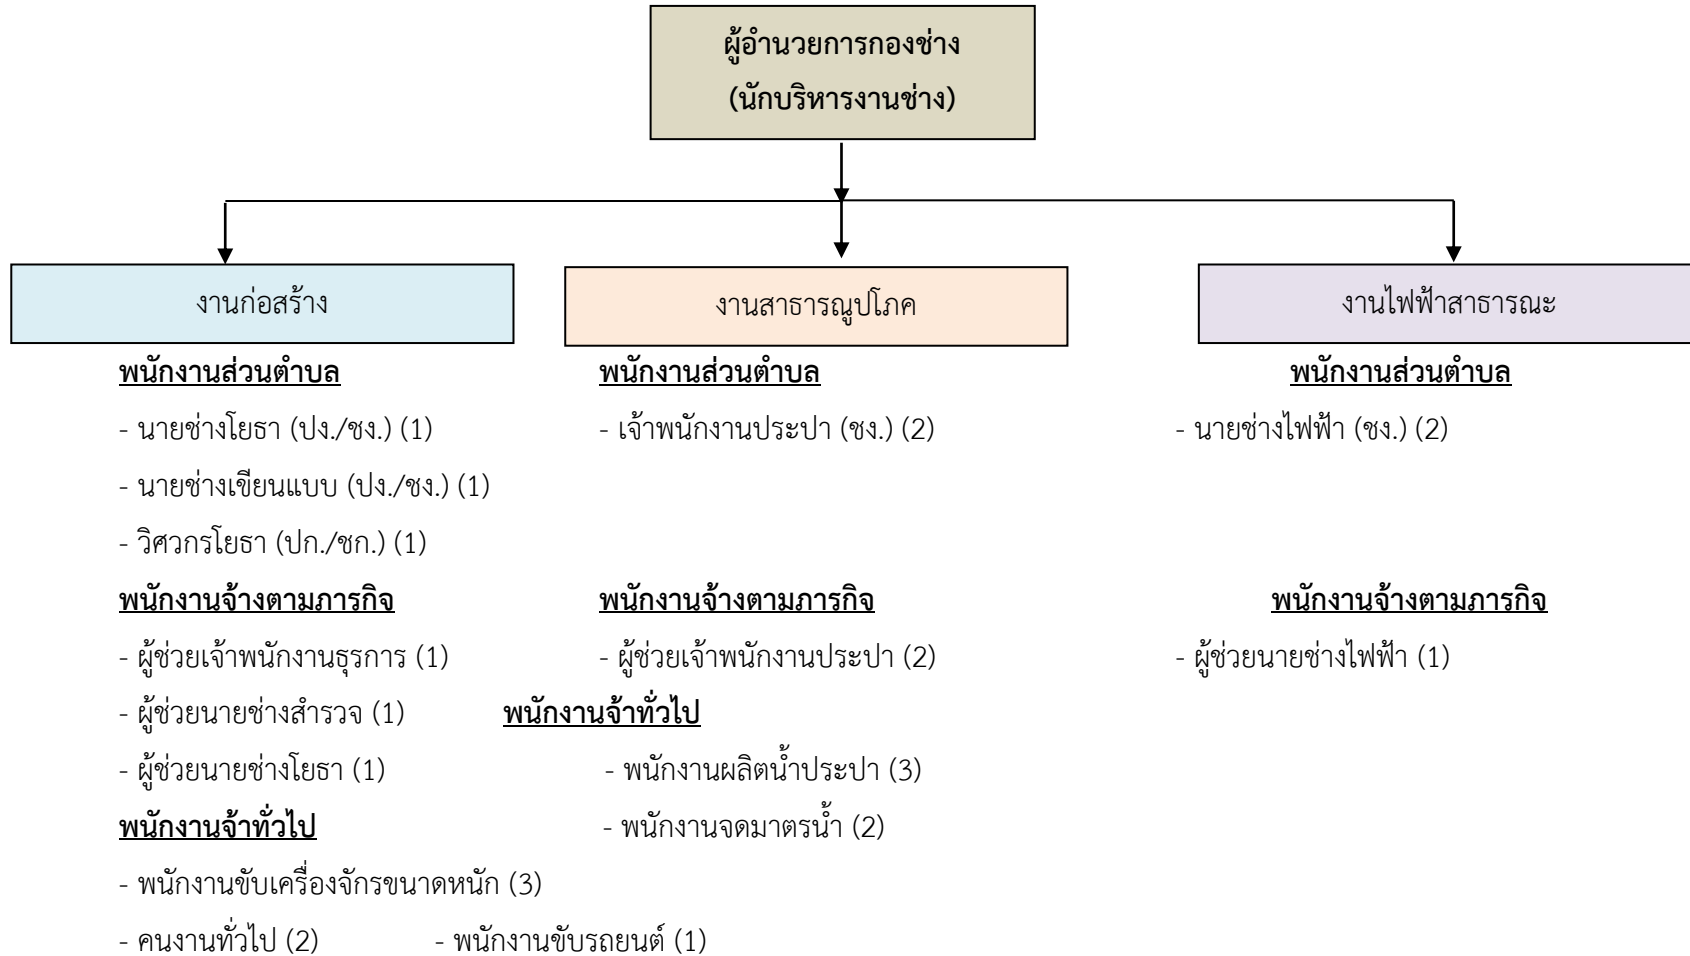 ผู้อำนวยการกองช่าง
(นักบริหารงานช่าง)
งานก่อสร้าง
งานสาธารณูปโภค
งานไฟฟ้าสาธารณะ
พนักงานส่วนตำบล
พนักงานส่วนตำบล
พนักงานส่วนตำบล
- นายช่างโยธา (ปง./ชง.) (1)
- เจ้าพนักงานประปา (ชง.) (2)
- นายช่างไฟฟ้า (ชง.) (2)
- นายช่างเขียนแบบ (ปง./ชง.) (1)
- วิศวกรโยธา (ปก./ชก.) (1)
พนักงานจ้างตามภารกิจ
พนักงานจ้างตามภารกิจ
พนักงานจ้างตามภารกิจ
- ผู้ช่วยเจ้าพนักงานธุรการ (1)
- ผู้ช่วยเจ้าพนักงานประปา (2)
- ผู้ช่วยนายช่างไฟฟ้า (1)
- ผู้ช่วยนายช่างสำรวจ (1)
พนักงานจ้าทั่วไป
- ผู้ช่วยนายช่างโยธา (1)
- พนักงานผลิตน้ำประปา (3)
พนักงานจ้าทั่วไป
- พนักงานจดมาตรน้ำ (2)
- พนักงานขับเครื่องจักรขนาดหนัก (3)
- คนงานทั่วไป (2)
- พนักงานขับรถยนต์ (1)